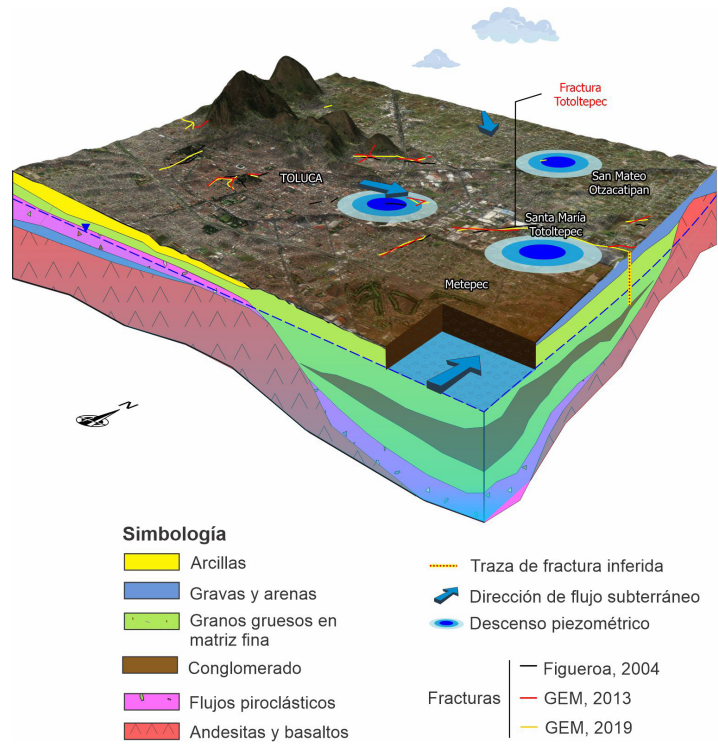 Fractura
Totoltepec
TOLUCA
San Mateo
Otzacatipan
Santa María
Totoltepec
Metepec
N
Simbología
Arcillas
Gravas y arenas
Granos gruesos en
matriz fina
Conglomerado
Flujos piroclásticos
Andesitas y basaltos
Traza de fractura inferida
Dirección de flujo subterráneo
Descenso piezométrico
Fracturas
Figueroa, 2004
GEM, 2013
GEM, 2019